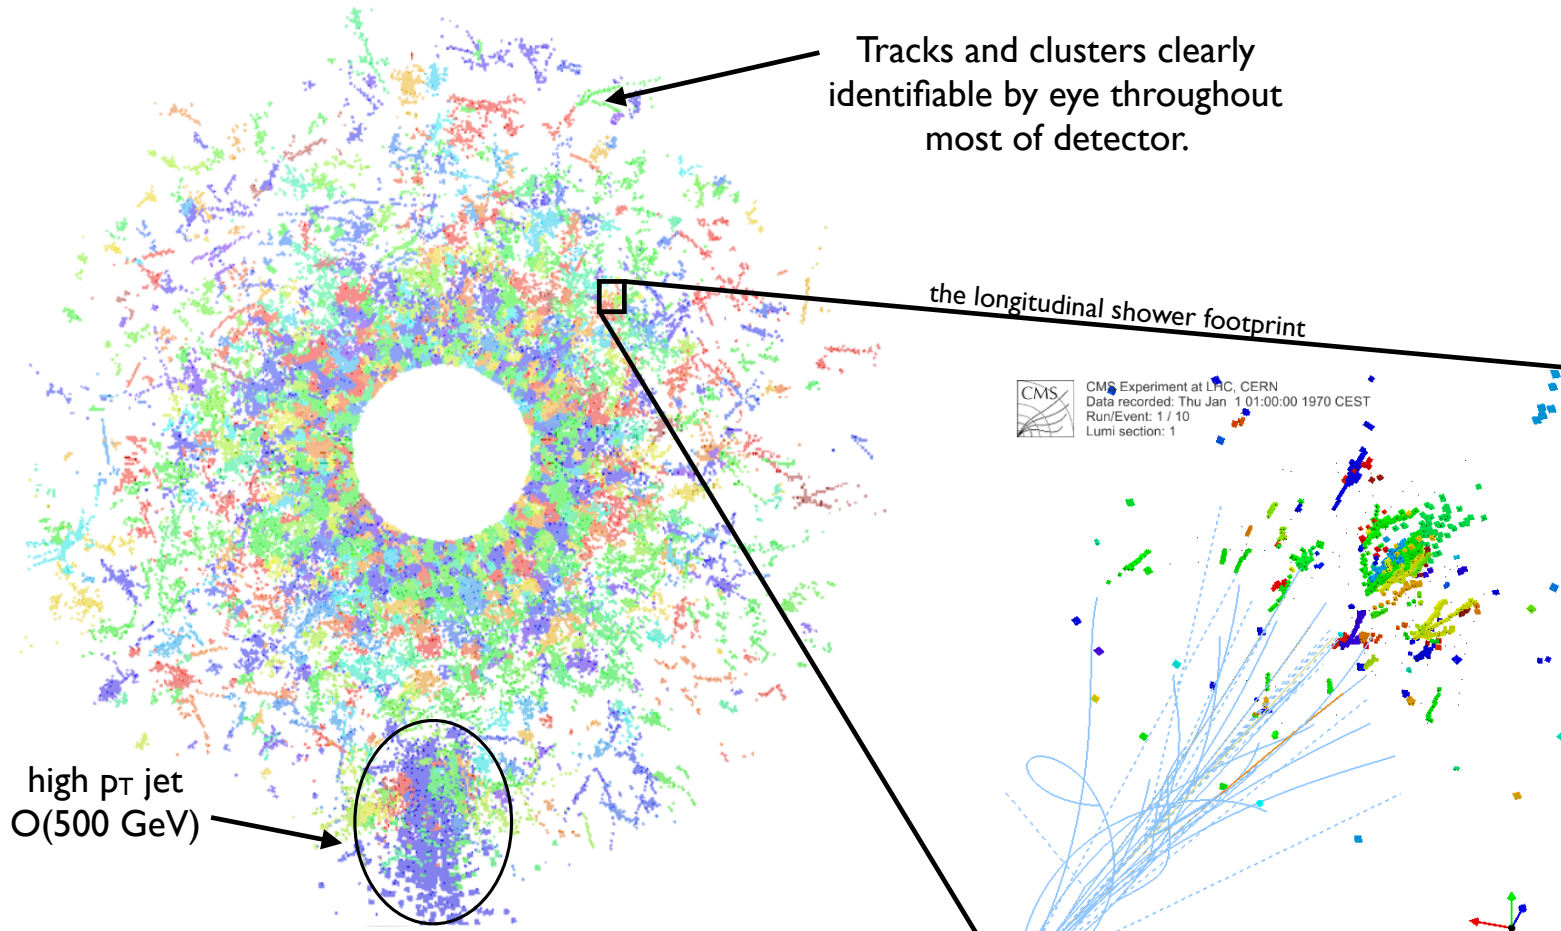 Tracks and clusters clearly
identifiable by eye throughout
most of detector.
the longitudinal shower footprint
CMS
CMS Experiment at LHC, CERN
Data recorded: Thu Jan 1 01:00:00 1970 CEST
Run/Event: 1 / 10
Lumi section: 1
high pT jet
O(500 GeV)